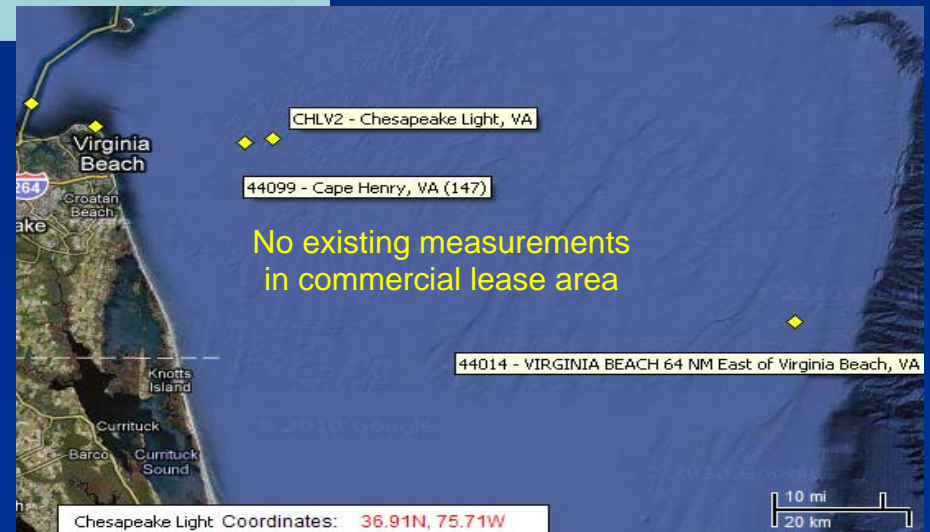 CHLV2 - Chesapeake Light, VA
Virginia
Beach
44099 - Cape Henry, VA (147)
264
Croatan
Beach
ake
No existing measurements
in commercial lease area
44014 - VIRGINIA BEACH 64 NM East of Virginia Beach, VA
Knotts
Island
Currituck
© 2010 Google
Barco
Currituck
Sound
10 mi
20 km
Chesapeake Light Coordinates: 36.91N, 75.71W